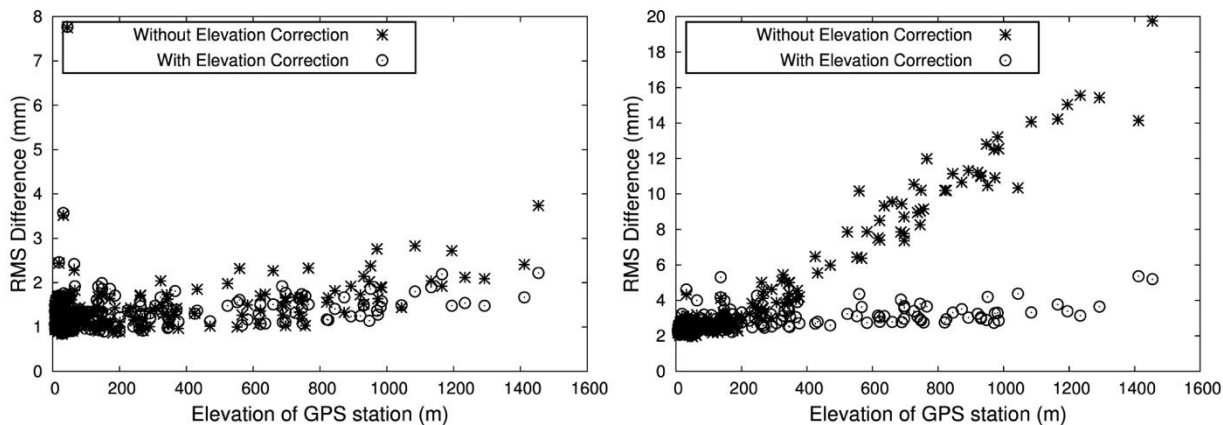 8
7
6
5
4
3
2
1
0
RMS Difference (mm)
Without Elevation Correction
With Elevation Correction
0 200 400 600 800 1000 1200 1400 1600
Elevation of GPS station (m)
20
18
16
14
12
10
8
6
4
2
0
RMS Difference (mm)
Without Elevation Correction
With Elevation Correction
0 200 400 600 800 1000 1200 1400 1600
Elevation of GPS station (m)